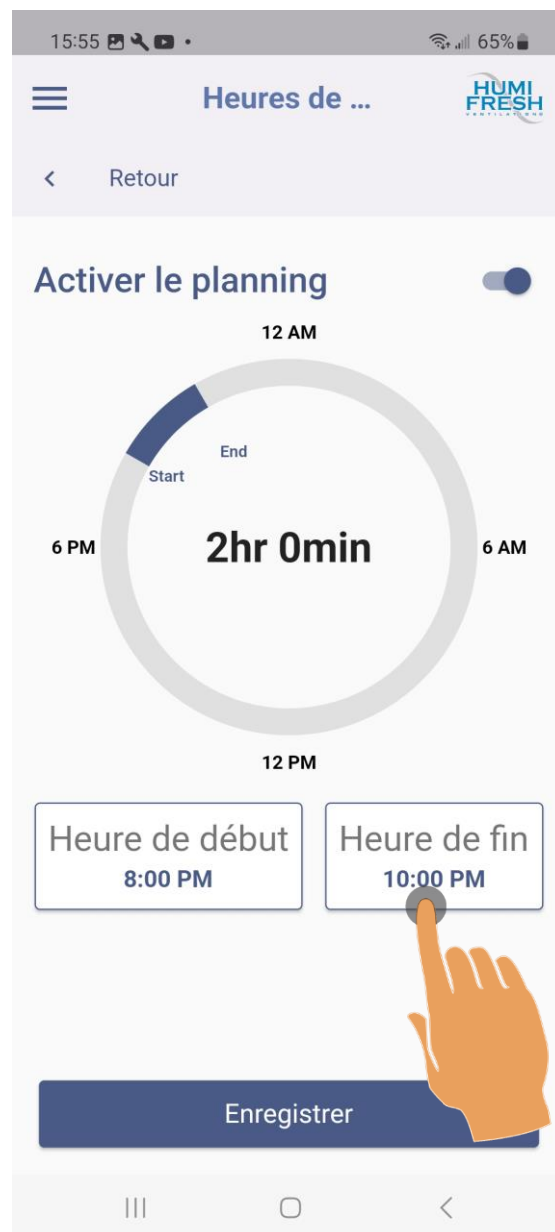 15:55 65%
Heures de ...
HUMI
FRESH
VENTILATIONS
< Retour
Activer le planning
12 AM
End
Start
6 PM
2hr 0min
6 AM
12 PM
Heure de début
8:00 PM
Heure de fin
10:00 PM
Enregistrer